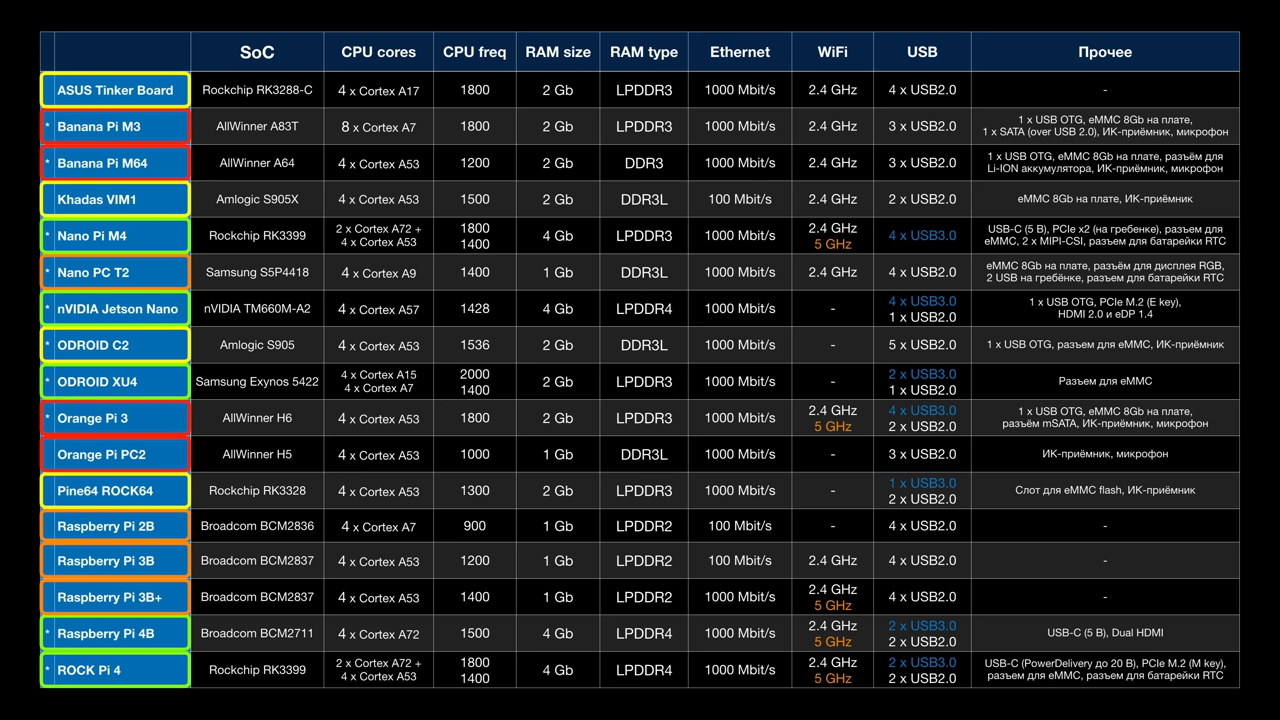 SoC CPU cores CPU freq RAM size RAM type Ethernet WiFi USB Прочее
ASUS Tinker Board Rockchip RK3288-C 4 x Cortex A17 1800 2 Gb LPDDR3 1000 Mbit/s 2.4 GHz 4 x USB2.0 -
* Banana Pi M3 AllWinner A83T 8 x Cortex A7 1800 2 Gb LPDDR3 1000 Mbit/s 2.4 GHz 3 x USB2.0 1 x USB OTG, eMMC 8Gb на плате,
1 x SATA (over USB 2.0), ИК-приёмник, микрофон
* Banana Pi M64 AllWinner A64 4 x Cortex A53 1200 2 Gb DDR3 1000 Mbit/s 2.4 GHz 3 x USB2.0 1 x USB OTG, eMMC 8Gb на плате, разъём для
Li-ION аккумулятора, ИК-приёмник, микрофон
Khadas VIM1 Amlogic S905X 4 x Cortex A53 1500 2 Gb DDR3L 100 Mbit/s 2.4 GHz 2 x USB2.0 eMMC 8Gb на плате, ИК-приёмник
* Nano Pi M4 Rockchip RK3399 2 x Cortex A72 + 1800 4 Gb LPDDR3 1000 Mbit/s 2.4 GHz 4 x USB3.0 USB-C (5 В), PCIe x2 (на гребенке), разъем для
4 x Cortex A53 1400 5 GHz eMMC, 2 x MIPI-CSI, разъем для батарейки RTC
* Nano PC T2 Samsung S5P4418 4 x Cortex A9 1400 1 Gb DDR3L 1000 Mbit/s 2.4 GHz 4 x USB2.0 eMMC 8Gb на плате, разъём для дисплея RGB,
2 USB на гребёнке, разъем для батарейки RTC
* nVIDIA Jetson Nano nVIDIA TM660M-A2 4 x Cortex A57 1428 4 Gb LPDDR4 1000 Mbit/s - 4 x USB3.0 1 x USB OTG, PCIe M.2 (E key),
1 x USB2.0 HDMI 2.0 и eDP 1.4
* ODROID C2 Amlogic S905 4 x Cortex A53 1536 2 Gb DDR3L 1000 Mbit/s - 5 x USB2.0 1 x USB OTG, разъем для eMMC, ИК-приёмник
* ODROID XU4 Samsung Exynos 5422 4 x Cortex A15 2000 2 Gb LPDDR3 1000 Mbit/s - 2 x USB3.0 Разъем для eMMC
4 x Cortex A7 1400 1 x USB2.0
* Orange Pi 3 AllWinner H6 4 x Cortex A53 1800 2 Gb LPDDR3 1000 Mbit/s 2.4 GHz 4 x USB3.0 1 x USB OTG, eMMC 8Gb на плате,
5 GHz 2 x USB2.0 разъём mSATA, ИК-приёмник, микрофон
Orange Pi PC2 AllWinner H5 4 x Cortex A53 1000 1 Gb DDR3L 1000 Mbit/s - 3 x USB2.0 ИК-приёмник, микрофон
Pine64 ROCK64 Rockchip RK3328 4 x Cortex A53 1300 2 Gb LPDDR3 1000 Mbit/s - 1 x USB3.0 Слот для eMMC flash, ИК-приёмник
2 x USB2.0
Raspberry Pi 2B Broadcom BCM2836 4 x Cortex A7 900 1 Gb LPDDR2 100 Mbit/s - 4 x USB2.0 -
Raspberry Pi 3B Broadcom BCM2837 4 x Cortex A53 1200 1 Gb LPDDR2 100 Mbit/s 2.4 GHz 4 x USB2.0 -
Raspberry Pi 3B+ Broadcom BCM2837 4 x Cortex A53 1400 1 Gb LPDDR2 1000 Mbit/s 2.4 GHz 4 x USB2.0 -
5 GHz
* Raspberry Pi 4B Broadcom BCM2711 4 x Cortex A72 1500 4 Gb LPDDR4 1000 Mbit/s 2.4 GHz 2 x USB3.0 USB-C (5 В), Dual HDMI
5 GHz 2 x USB2.0
* ROCK Pi 4 Rockchip RK3399 2 x Cortex A72 + 1800 4 Gb LPDDR4 1000 Mbit/s 2.4 GHz 2 x USB3.0 USB-C (PowerDelivery до 20 В), PCIe M.2 (M key),
4 x Cortex A53 1400 5 GHz 2 x USB2.0 разъем для eMMC, разъем для батарейки RTC